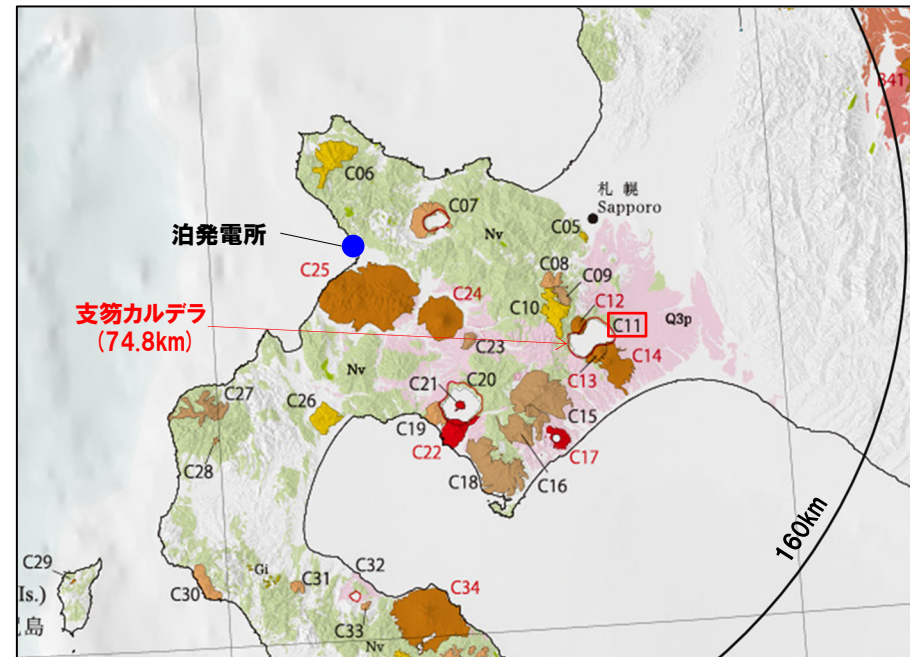 B41
C06
札幌
Sapporo
C07
C05
Nv
泊発電所
C08
C25
C09
C24
C10
C12
支笏カルデラ
(74.8km)
C11
Q3p
C23
C14
C13
Nv
C20
C21
C27
C26
C15
C19
C22
C17
C28
C18
C16
160km
C29
C32
Gi
C31
C34
Is.)
島
C30
C33
Nv